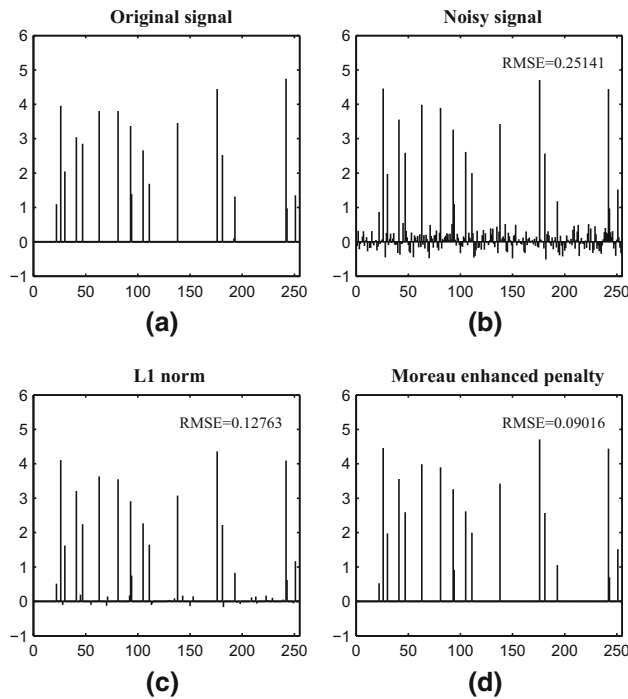 Original signal
6
5
4
3
2
1
0
−1
0 50 100 150 200 250
(a)
Noisy signal
RMSE=0.25141
6
5
4
3
2
1
0
−1
0 50 100 150 200 250
(b)
L1 norm
RMSE=0.12763
6
5
4
3
2
1
0
−1
0 50 100 150 200 250
(c)
Moreau enhanced penalty
RMSE=0.09016
6
5
4
3
2
1
0
−1
0 50 100 150 200 250
(d)